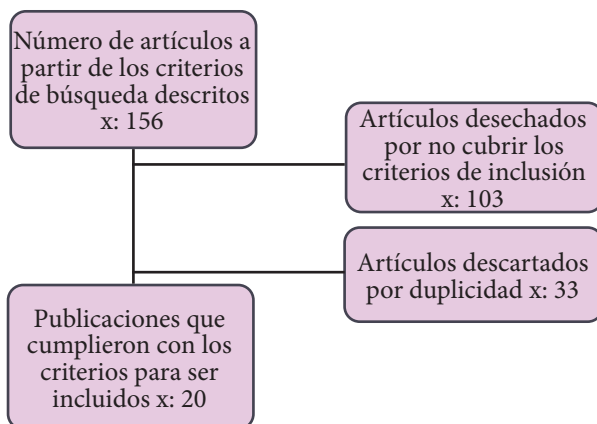 Número de artículos a
partir de los criterios
de búsqueda descritos
x: 156
Artículos desechados
por no cubrir los
criterios de inclusión
x: 103
Artículos descartados
por duplicidad x: 33
Publicaciones que
cumplieron con los
criterios para ser
incluidos x: 20